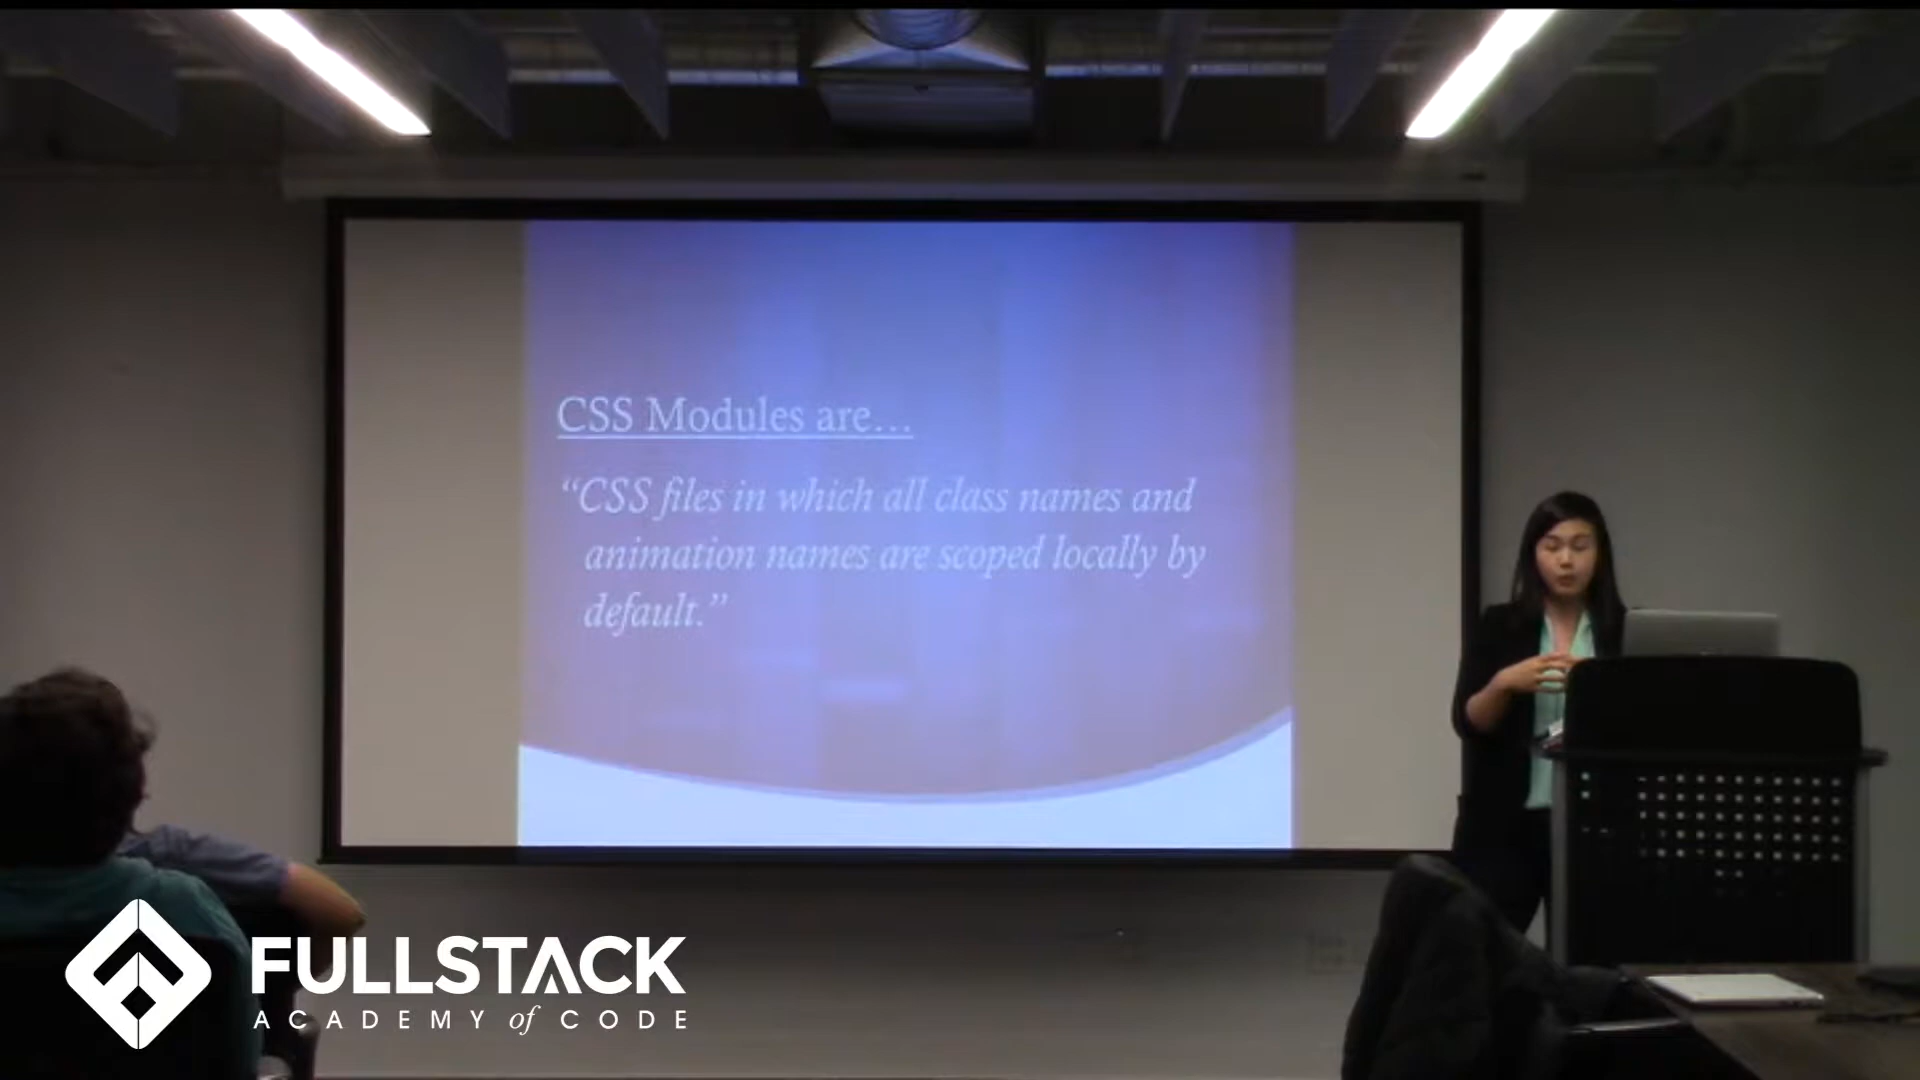 CSS Modules are…
“CSS files in which all class names and
animation names are scoped locally by
default.”
FULLSTACK
ACADEMY of CODE